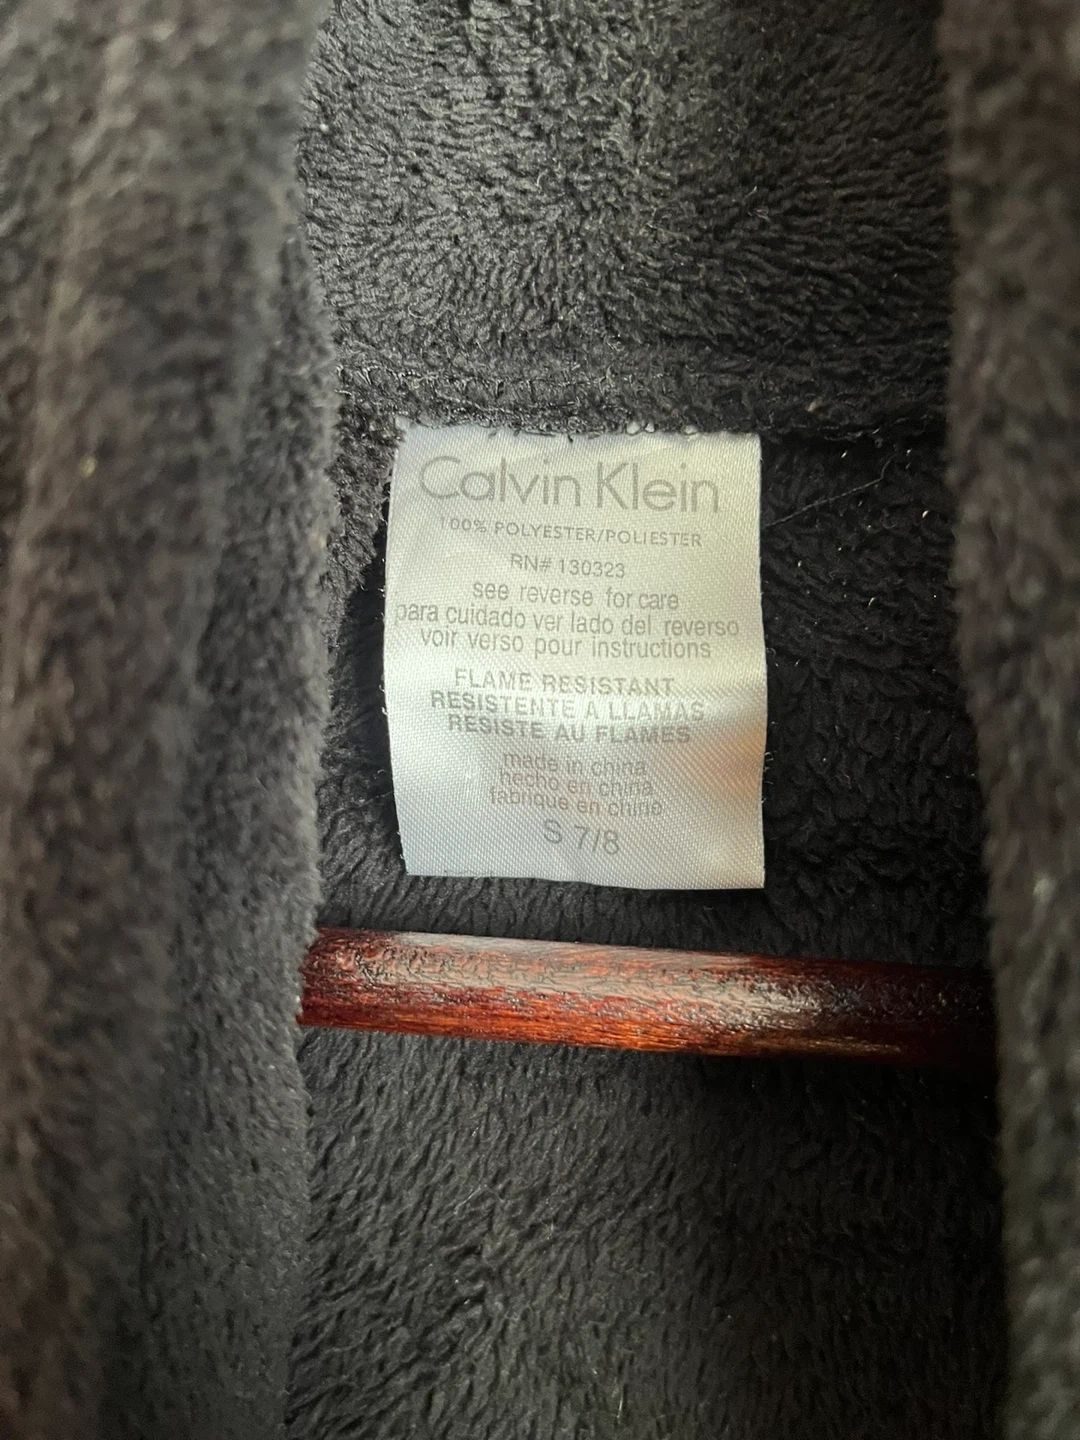 Calvin Klein
100% POLYESTER/POLIESTER
RN# 130323
see reverse for care
para cuidado ver lado del reverso
voir verso pour instructions
FLAME RESISTANT
RESISTENTE A LLAMAS
RESISTE AU FLAMES
made in china
hecho en china
fabrique en chine
S 7/8